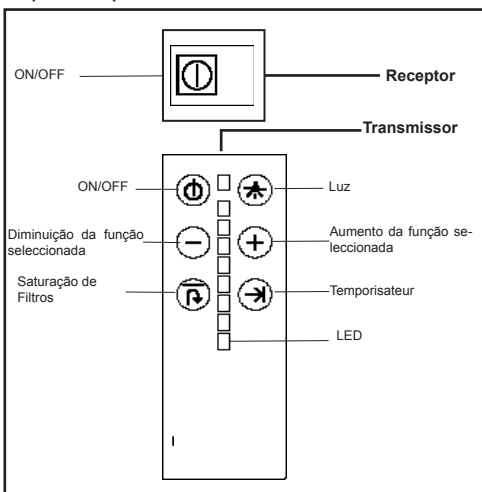 ON/OFF
Receptor
Transmissor
ON/OFF
Luz
Diminuição da função
seleccionada
Aumento da função se-
leccionada
Saturação de
Filtros
Temporisateur
LED